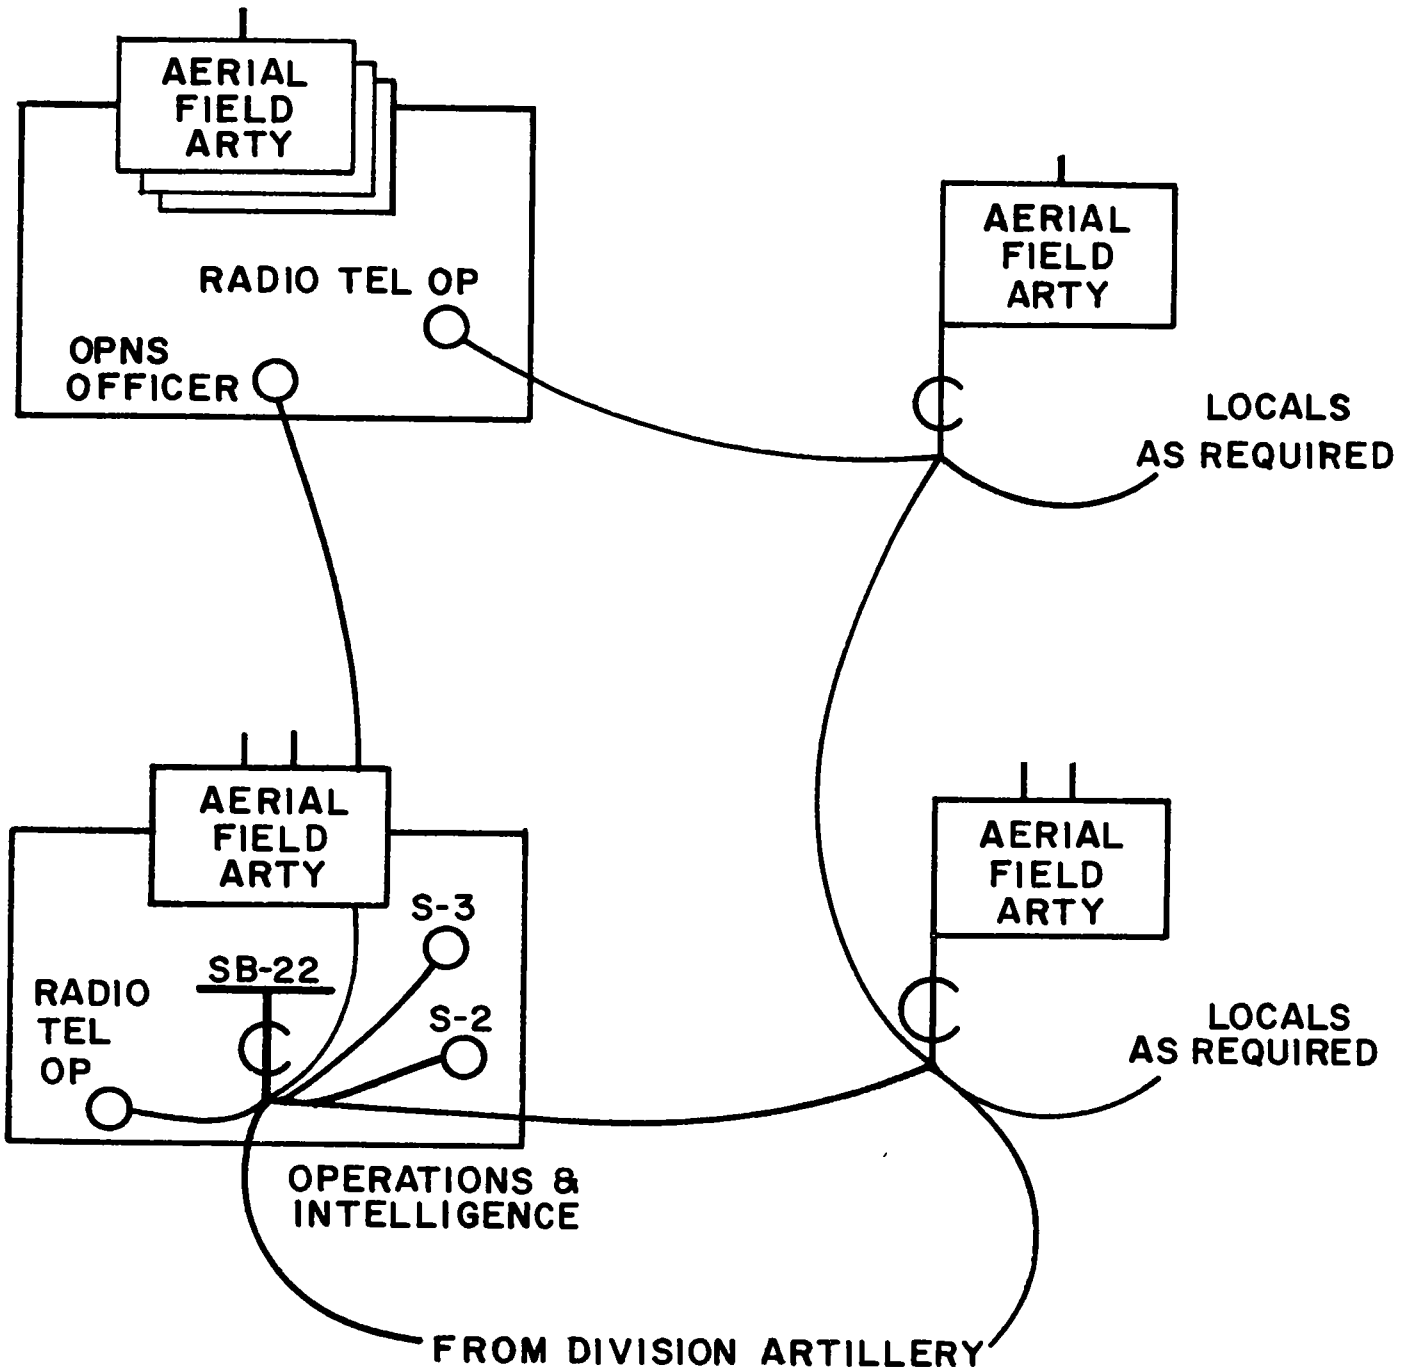 AERIAL
FIELD
ARTY
RADIO TEL OP
OPNS
OFFICER
AERIAL
FIELD
ARTY
LOCALS
AS REQUIRED
AERIAL
FIELD
ARTY
S-3
SB-22
S-2
RADIO
TEL
OP
OPERATIONS &
INTELLIGENCE
AERIAL
FIELD
ARTY
LOCALS
AS REQUIRED
FROM DIVISION ARTILLERY